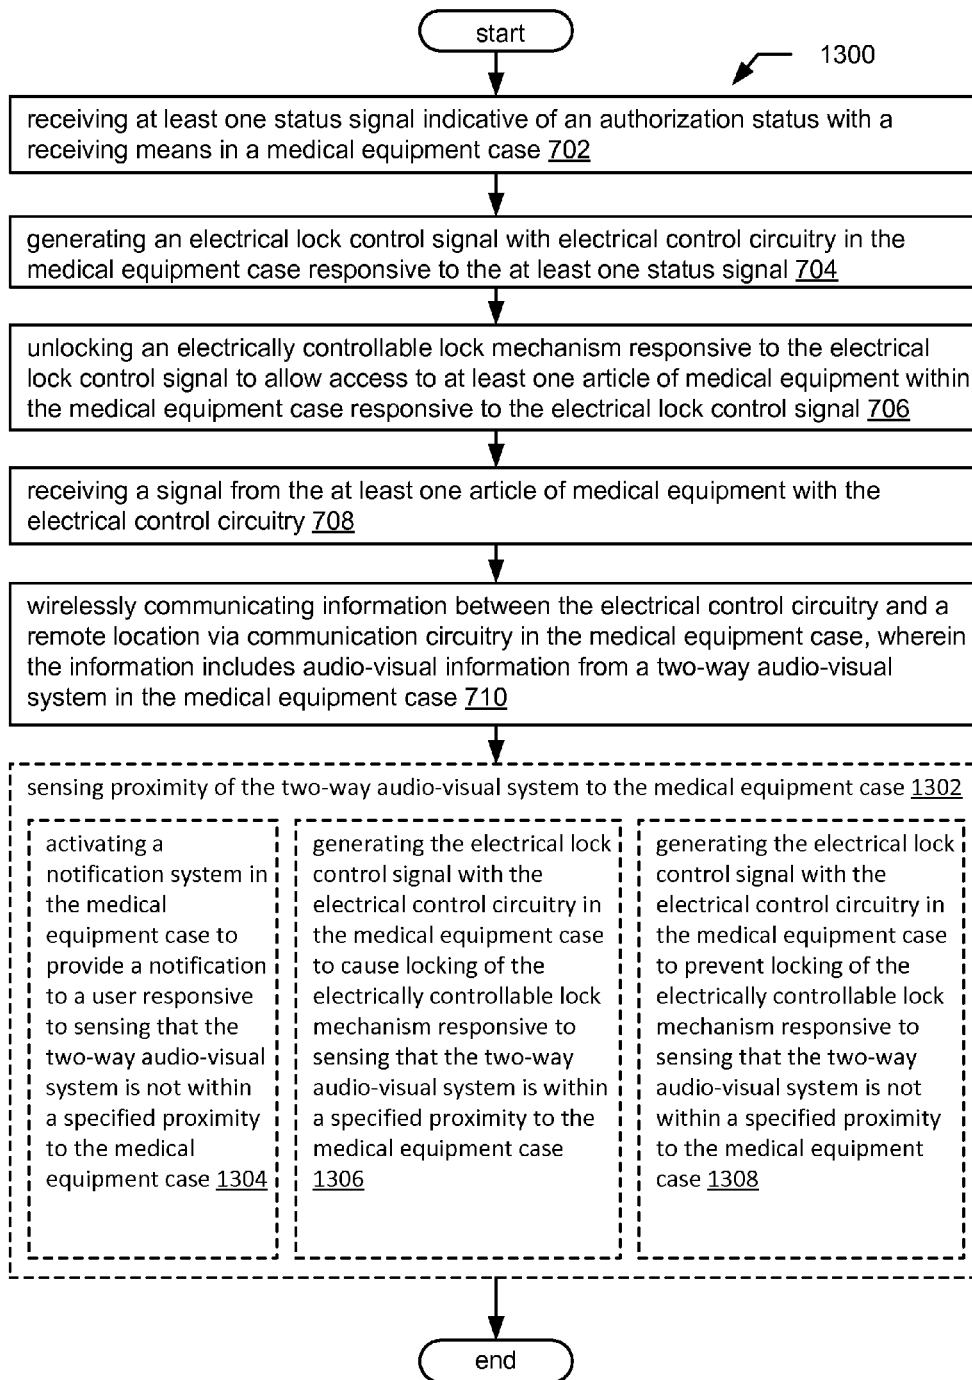 start
1300
receiving at least one status signal indicative of an authorization status with a
receiving means in a medical equipment case 702
generating an electrical lock control signal with electrical control circuitry in the
medical equipment case responsive to the at least one status signal 704
unlocking an electrically controllable lock mechanism responsive to the electrical
lock control signal to allow access to at least one article of medical equipment within
the medical equipment case responsive to the electrical lock control signal 706
receiving a signal from the at least one article of medical equipment with the
electrical control circuitry 708
wirelessly communicating information between the electrical control circuitry and a
remote location via communication circuitry in the medical equipment case, wherein
the information includes audio-visual information from a two-way audio-visual
system in the medical equipment case 710
sensing proximity of the two-way audio-visual system to the medical equipment case 1302
activating a
notification system in
the medical
equipment case to
provide a notification
to a user responsive
to sensing that the
two-way audio-visual
system is not within
a specified proximity
to the medical
equipment case 1304
generating the electrical lock
control signal with the
electrical control circuitry in
the medical equipment case
to cause locking of the
electrically controllable lock
mechanism responsive to
sensing that the two-way
audio-visual system is within
a specified proximity to the
medical equipment case
1306
generating the electrical lock
control signal with the
electrical control circuitry in
the medical equipment case
to prevent locking of the
electrically controllable lock
mechanism responsive to
sensing that the two-way
audio-visual system is not
within a specified proximity
to the medical equipment
case 1308
end